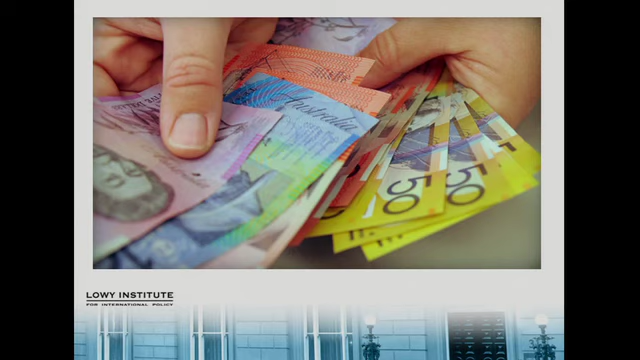 Australia
50
50
LOWY INSTITUTE
FOR INTERNATIONAL POLICY